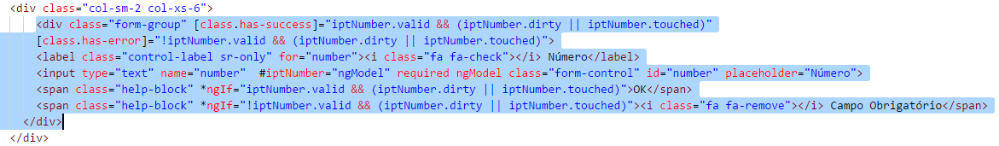 <div class="col-sm-2 col-xs-6">
<div class="form-group" [class.has-success]="iptNumber.valid && (iptNumber.dirty || iptNumber.touched)"
[class.has-error]="!iptNumber.valid && (iptNumber.dirty || iptNumber.touched)">
<label class="control-label sr-only" for="number"><i class="fa fa-check"></i> Número</label>
<input type="text" name="number"  #iptNumber="ngModel" required ngModel class="form-control" id="number" placeholder="Número">
<span class="help-block" *ngIf="iptNumber.valid && (iptNumber.dirty || iptNumber.touched)">OK</span>
<span class="help-block" *ngIf="!iptNumber.valid && (iptNumber.dirty || iptNumber.touched)"><i class="fa fa-remove"></i> Campo Obrigatório</span>
</div>
</div>